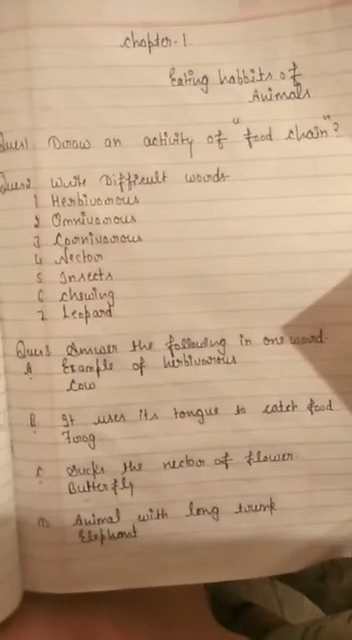 Chapter-1
Eating habbits of
Animals
Ques1 Draw an activity of "food chain"?
Ques2 Write Difficult words-
1 Herbivorous
2 Omnivorous
3 Carnivorous
4 Nectar
5 Insects
6 chewing
7 Leopard
Ques3 Answer the following in one word-
A Example of herbivorous
Cow
B. It uses its tongue to catch food
Frog
C Sucks the nector of flower
Butterfly
D Animal with long trunk
Elephant